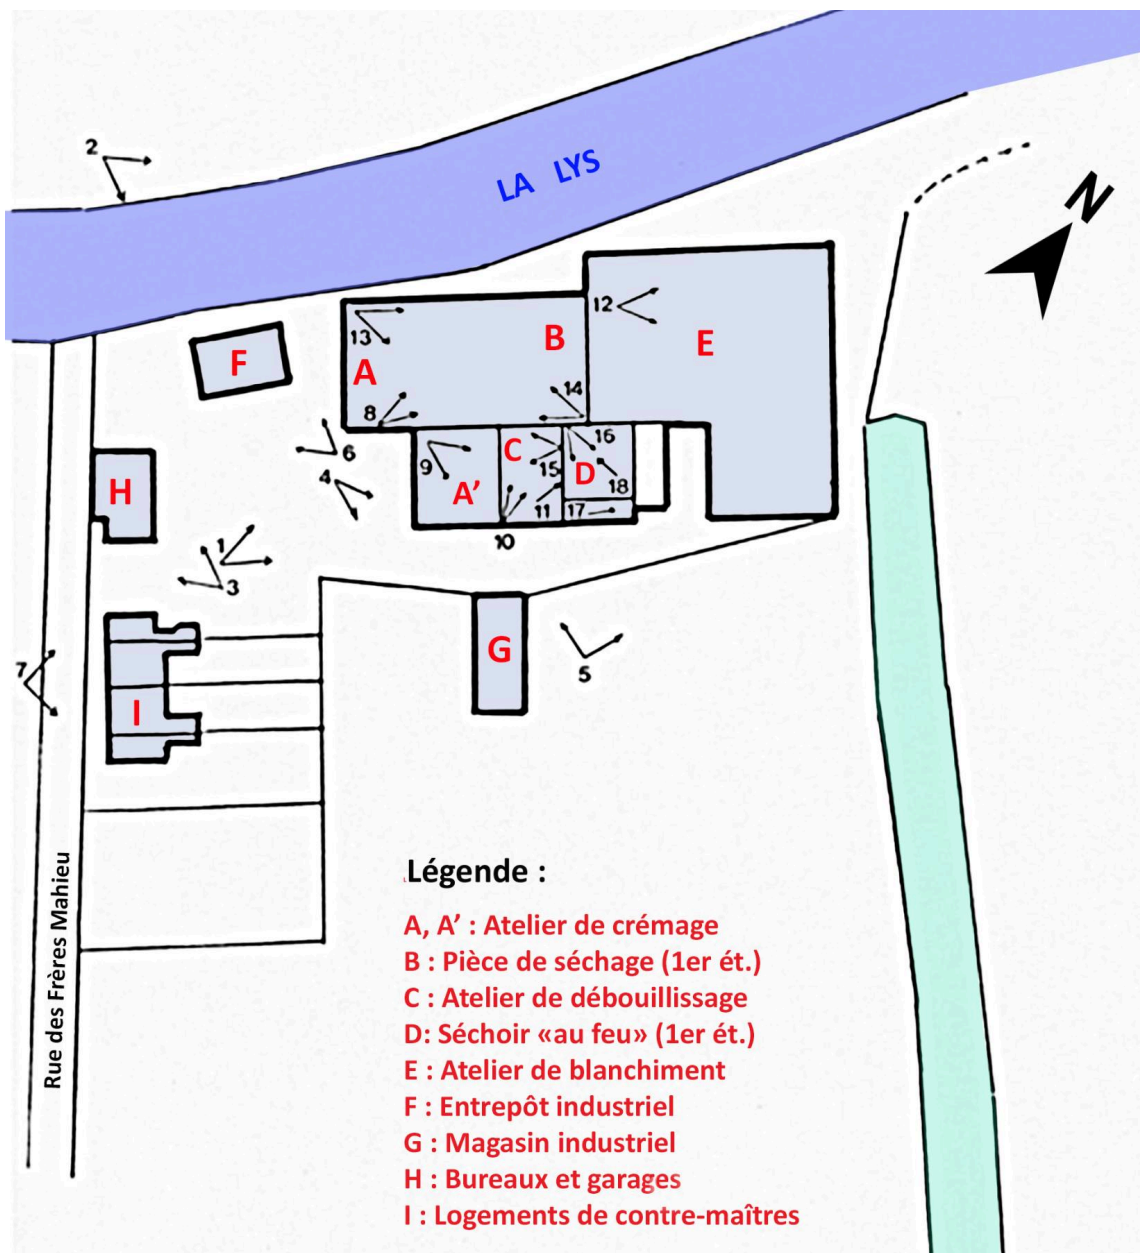 2
LA LYS
N
12
13
B
E
F
A
14
8
6
16
C
9
15
D
4
H
A'
18
11
17
10
1
3
G
7
5
I
Rue des Frères Mahieu
Légende :
A, A' : Atelier de crémage
B : Pièce de séchage (1er ét.)
C : Atelier de débouillissage
D: Séchoir «au feu» (1er ét.)
E : Atelier de blanchiment
F : Entrepôt industriel
G : Magasin industriel
H : Bureaux et garages
I : Logements de contre-maîtres